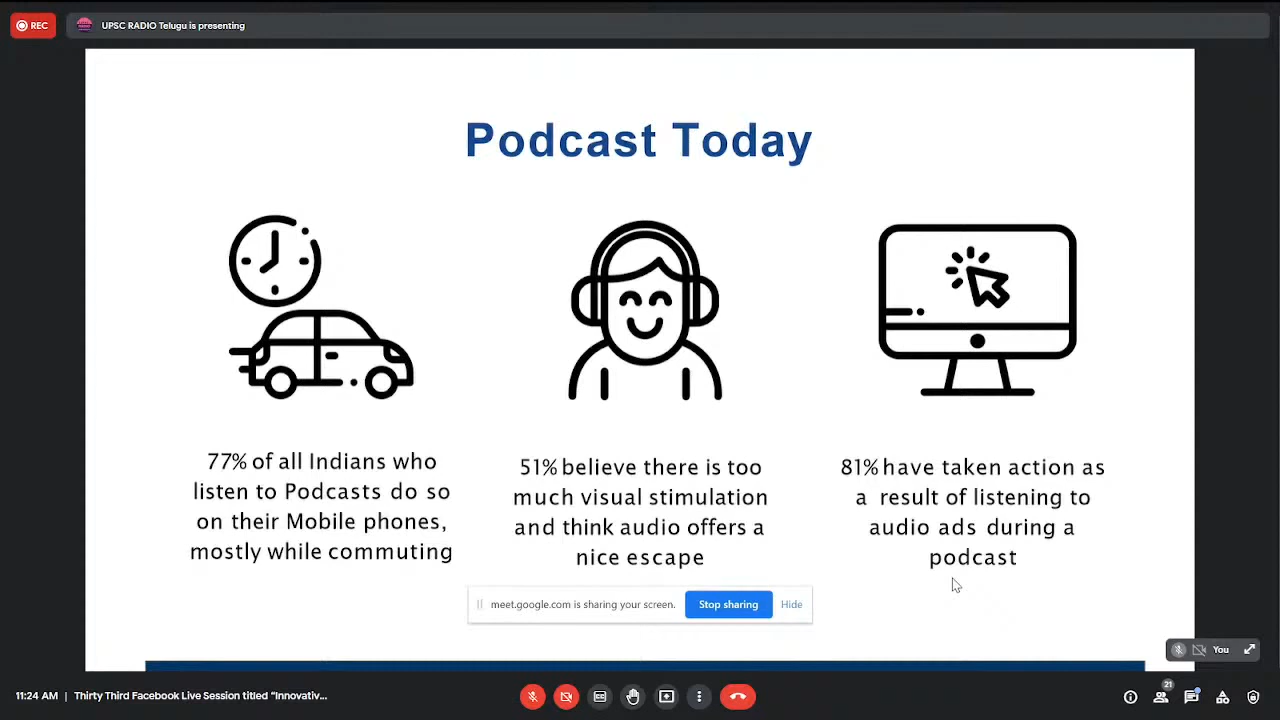 REC
UPSC RADIO Telugu is presenting
Podcast Today
77% of all Indians who
listen to Podcasts do so
on their Mobile phones,
mostly while commuting
51% believe there is too
much visual stimulation
and think audio offers a
nice escape
81% have taken action as
a result of listening to
audio ads during a
podcast
meet.google.com is sharing your screen. Stop sharing Hide
You
11:24 AM | Thirty Third Facebook Live Session titled “Innovativ...
21